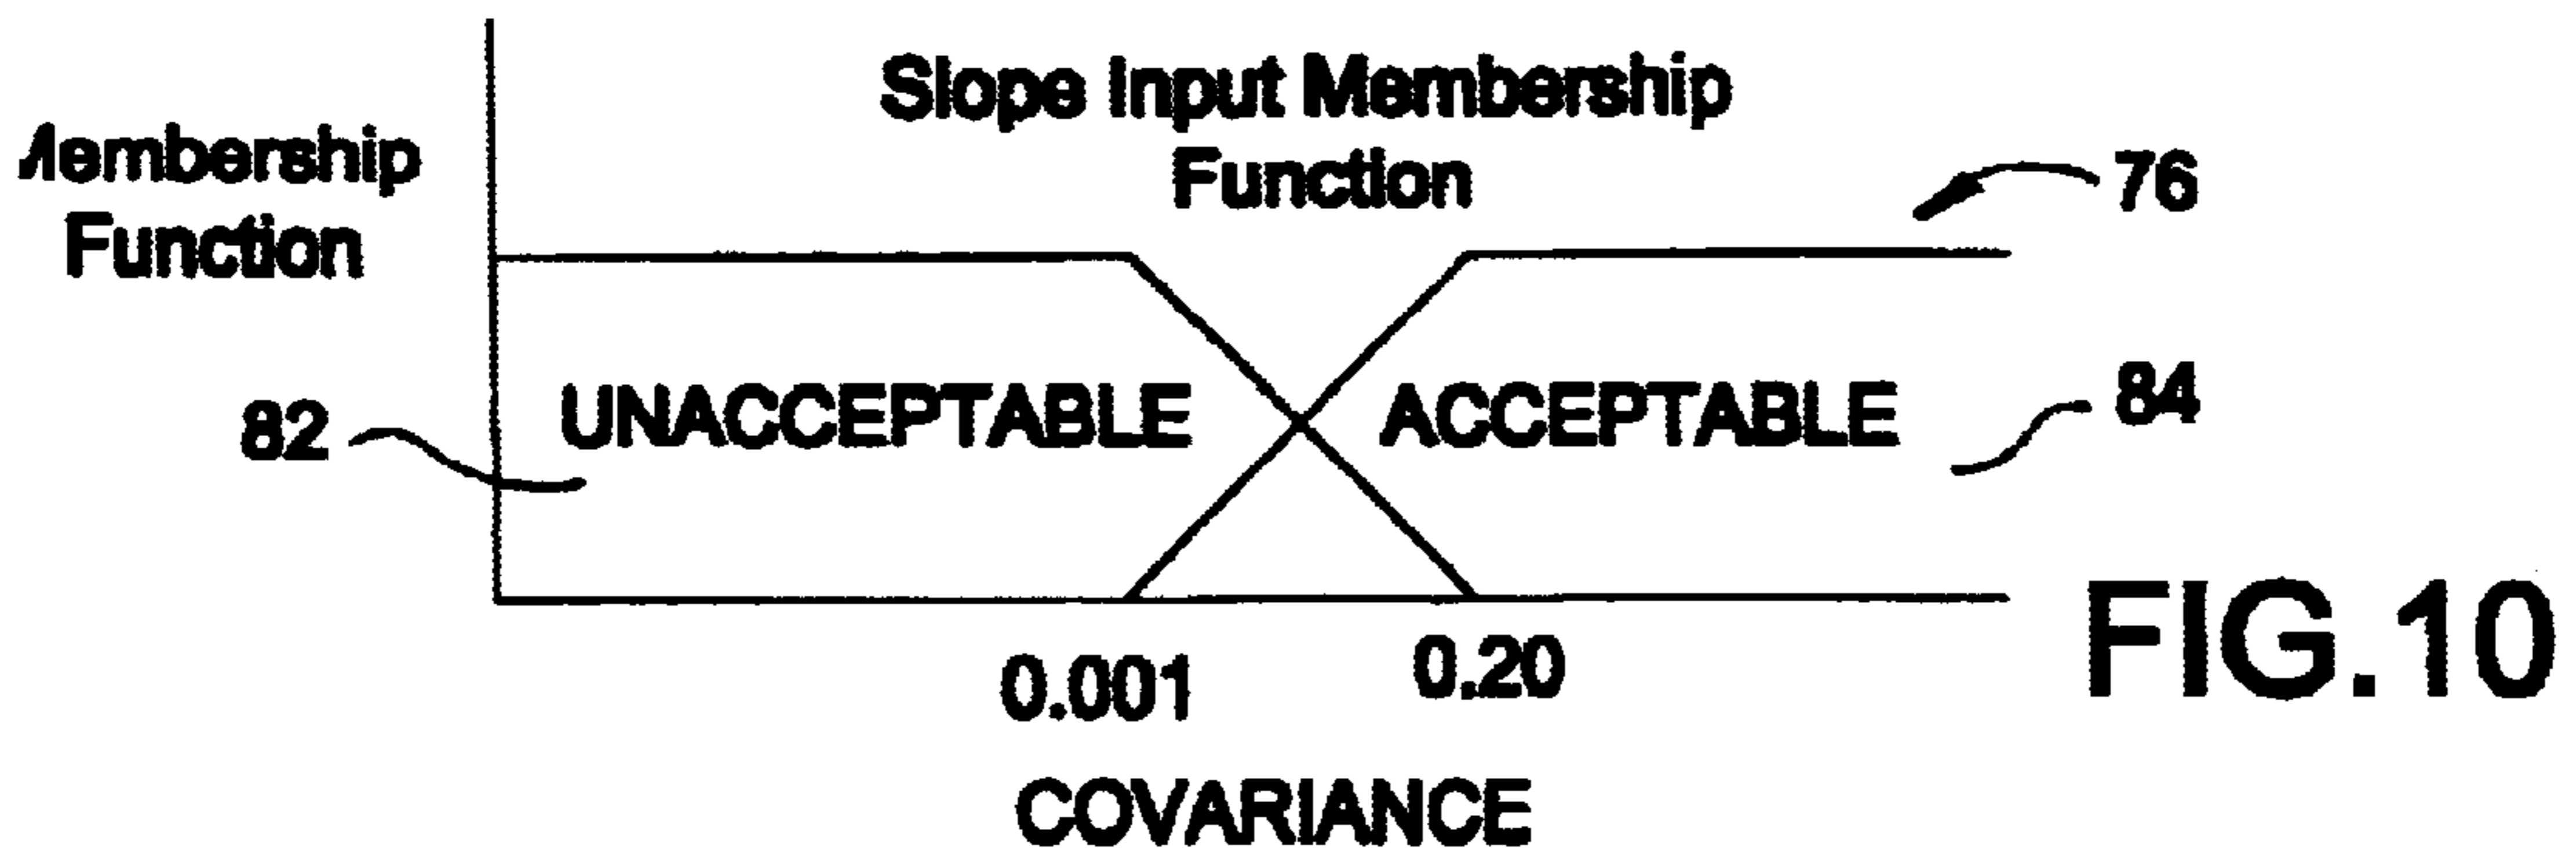 Slope Input Membership
Function
Membership
Function
76
UNACCEPTABLE
ACCEPTABLE
82
84
0.001
0.20
COVARIANCE
FIG.10